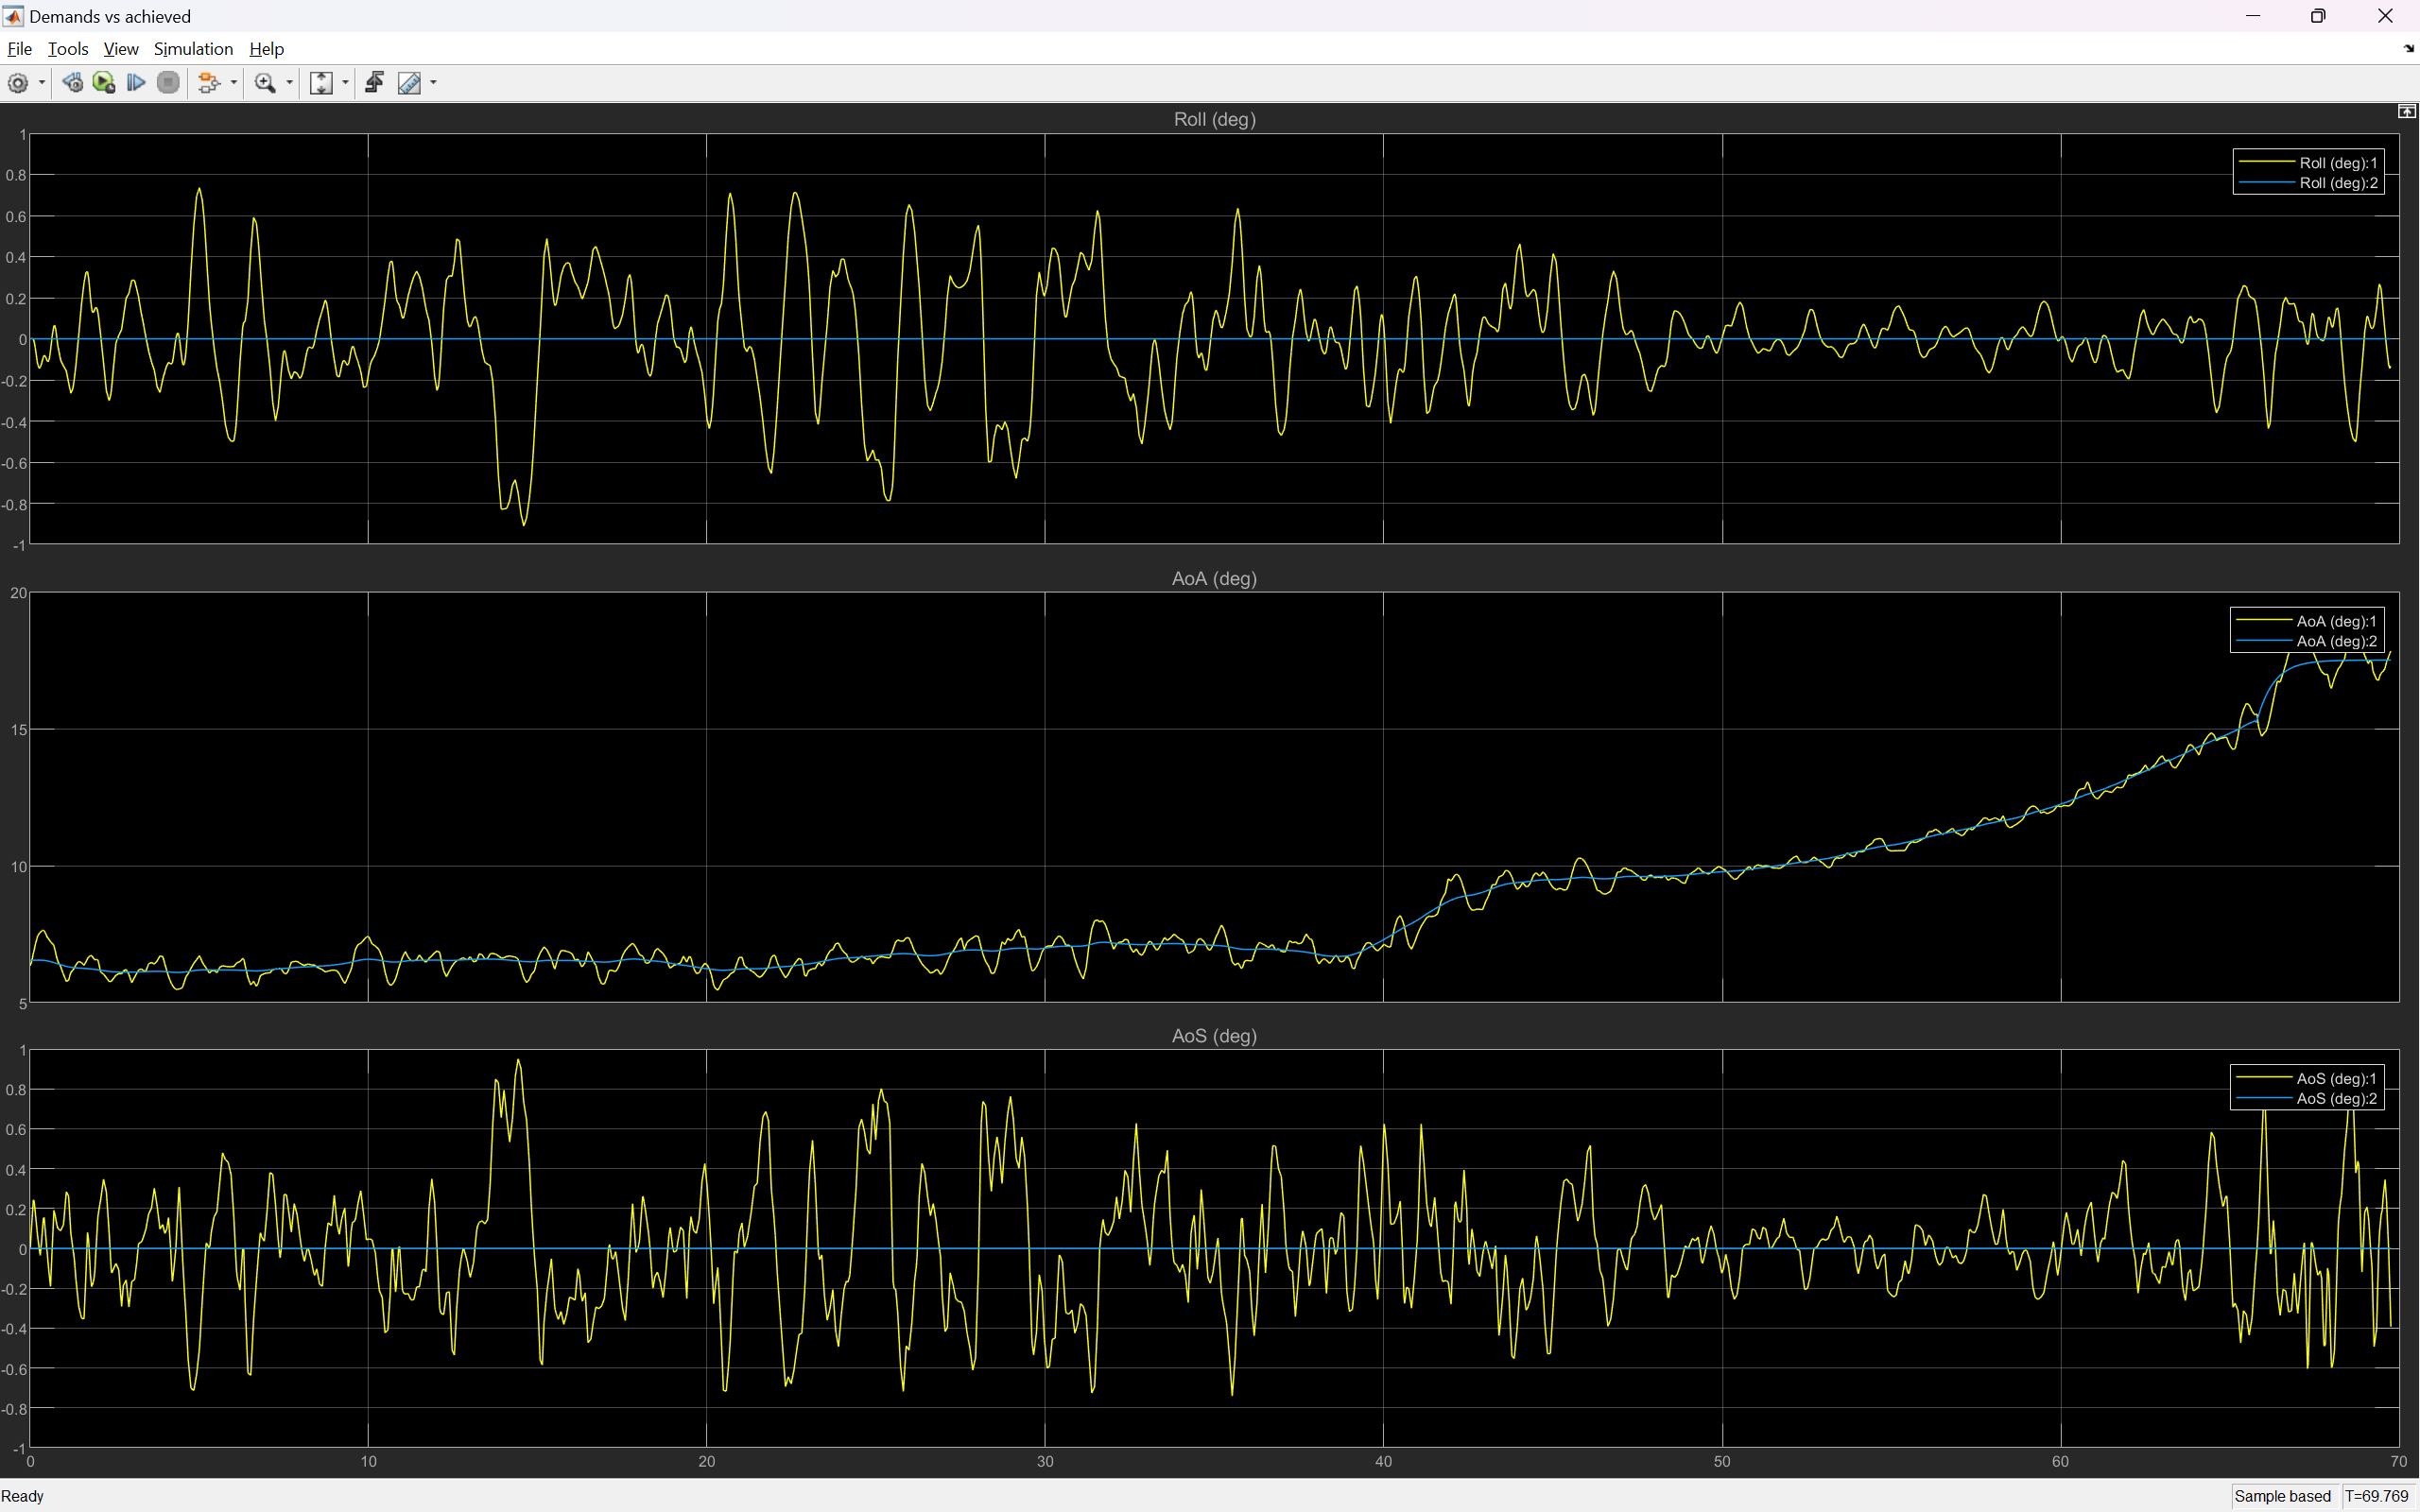 Demands vs achieved
File Tools View Simulation Help
Roll (deg)
1
0.8
0.6
0.4
0.2
0
-0.2
-0.4
-0.6
-0.8
-1
Roll (deg):1
Roll (deg):2
AoA (deg)
20
15
10
5
AoA (deg):1
AoA (deg):2
AoS (deg)
1
0.8
0.6
0.4
0.2
0
-0.2
-0.4
-0.6
-0.8
-1
AoS (deg):1
AoS (deg):2
0 10 20 30 40 50 60 70
Ready
Sample based T=69.769